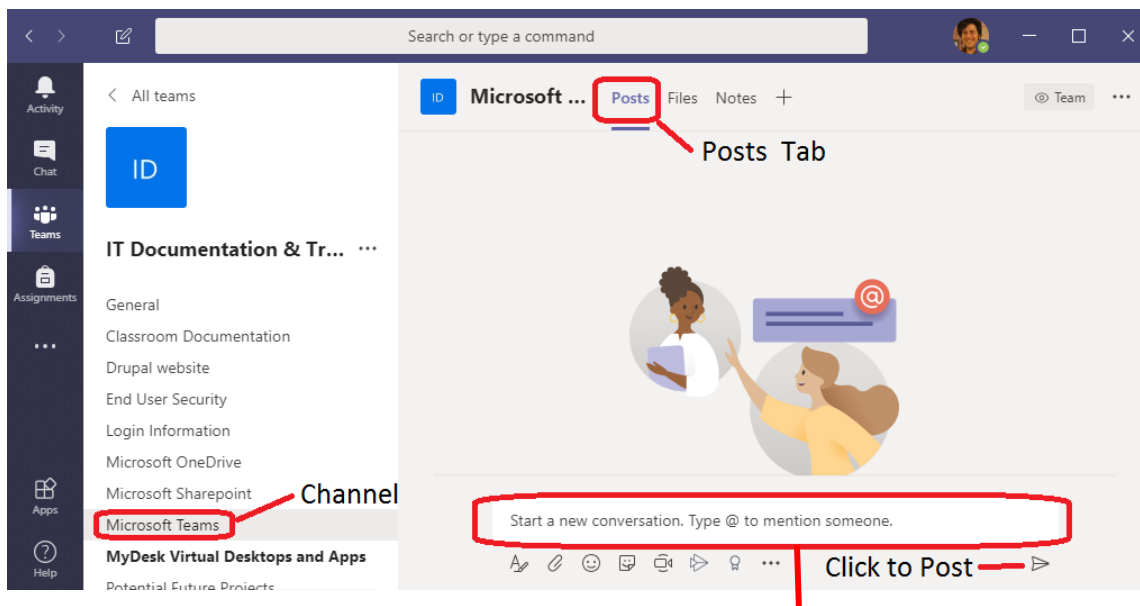 Search or type a command
Activity
Chat
Teams
Assignments
Apps
Help
All teams
ID
IT Documentation & Tr... ...
General
Classroom Documentation
Drupal website
End User Security
Login Information
Microsoft OneDrive
Microsoft Sharepoint
Channel
Microsoft Teams
MyDesk Virtual Desktops and Apps
Potential Future Projects
ID Microsoft ... Posts Files Notes + Team ...
Posts Tab
@
Start a new conversation. Type @ to mention someone.
Click to Post